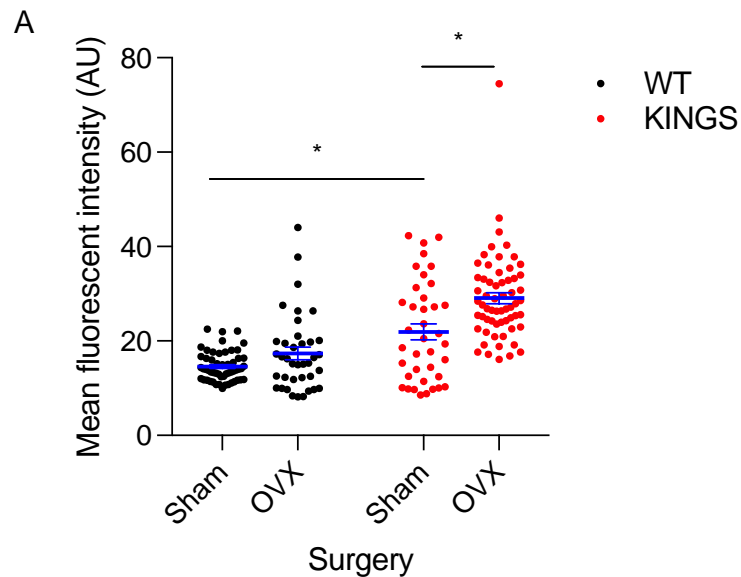 A
Mean fluorescent intensity (AU)
80
60
40
20
0
*
*
WT
KINGS
Sham
OVX
Sham
OVX
Surgery